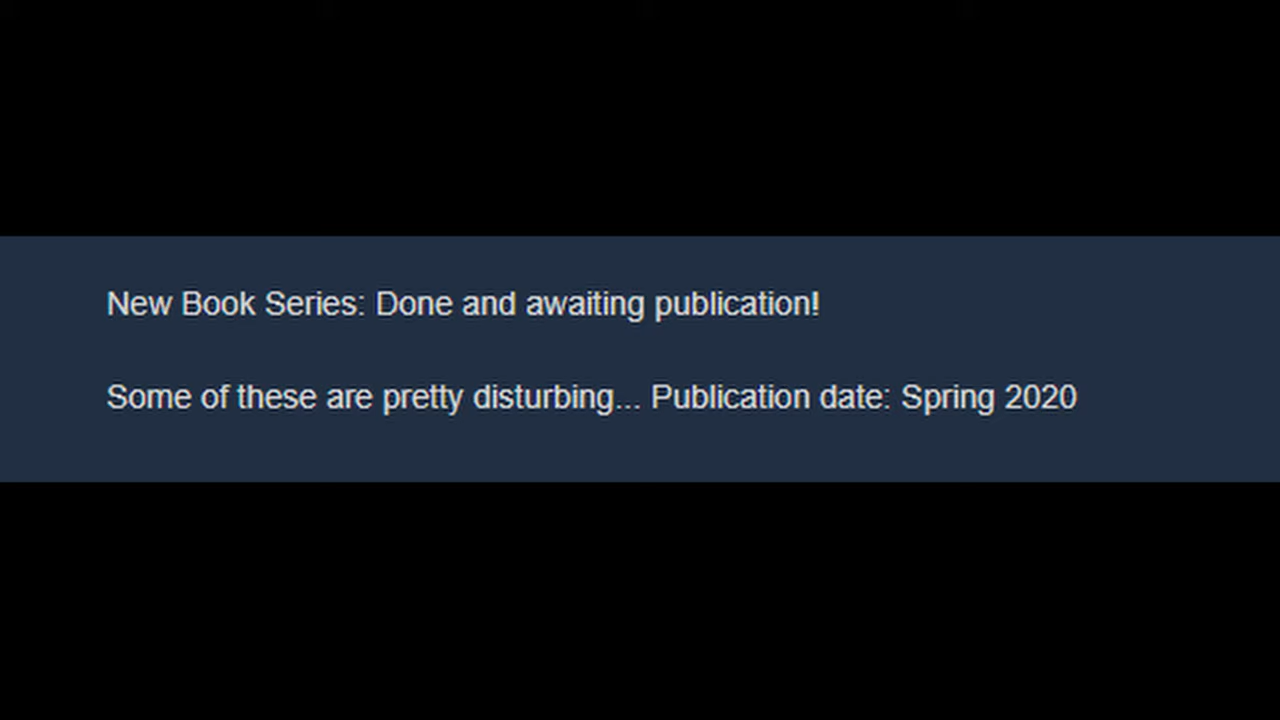 New Book Series: Done and awaiting publication!
Some of these are pretty disturbing... Publication date: Spring 2020